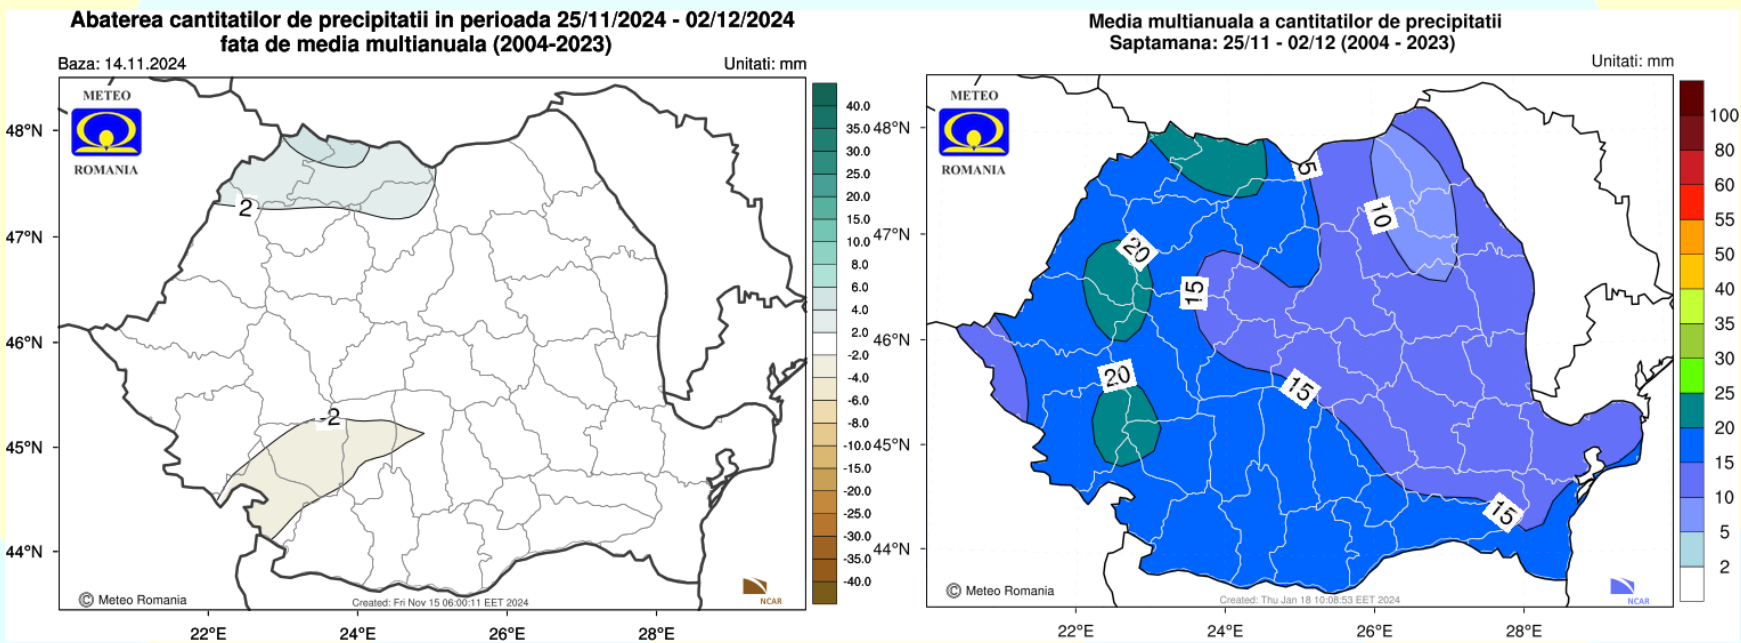 Abaterea cantitatilor de precipitatii in perioada 25/11/2024 - 02/12/2024
fata de media multianuala (2004-2023)
Baza: 14.11.2024
Unitati: mm
METEO
ROMANIA
48°N
47°N
46°N
45°N
44°N
2
-2
40.0
35.0
30.0
25.0
20.0
15.0
10.0
8.0
6.0
4.0
2.0
-2.0
-4.0
-6.0
-8.0
-10.0
-15.0
-20.0
-25.0
-30.0
-35.0
-40.0
© Meteo Romania
Created: Fri Nov 15 06:00:11 EET 2024
NCAR
22°E
24°E
26°E
28°E
Media multianuala a cantitatilor de precipitatii
Saptamana: 25/11 - 02/12 (2004 - 2023)
Unitati: mm
METEO
ROMANIA
48°N
47°N
46°N
45°N
44°N
5
10
20
15
20
15
15
100
80
60
55
50
40
35
30
25
20
15
10
5
2
© Meteo Romania
Created: Thu Jan 18 10:08:53 EET 2024
NCAR
22°E
24°E
26°E
28°E